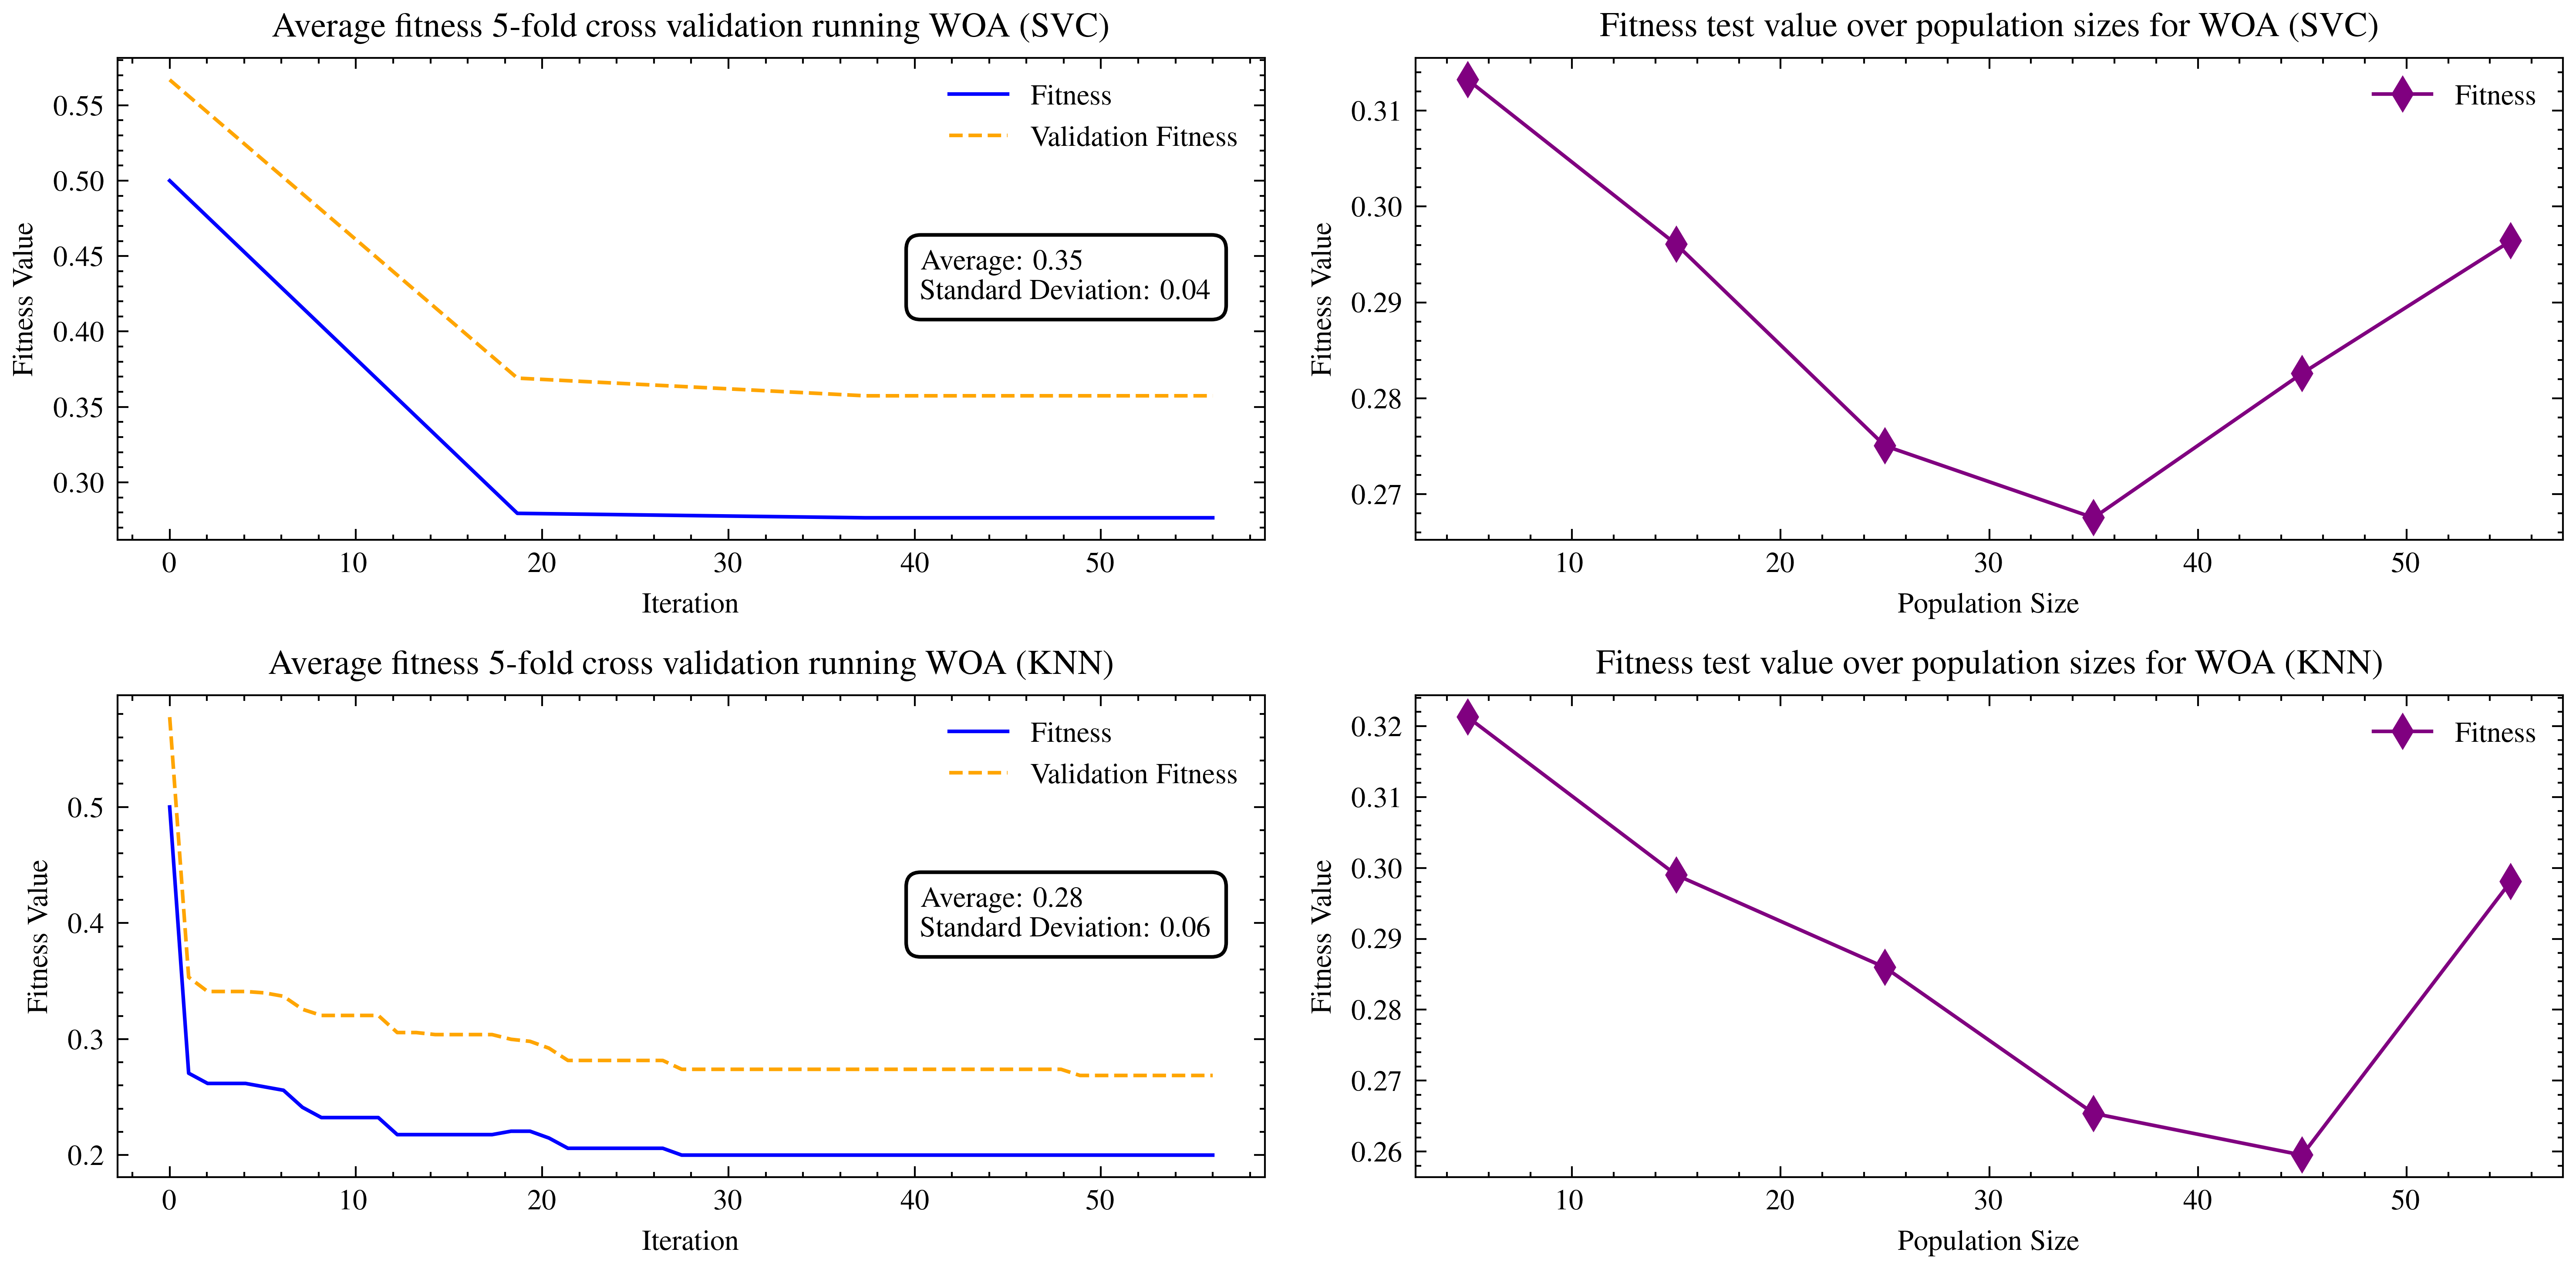 Average fitness 5-fold cross validation running WOA (SVC)
Fitness Value
0.55
0.50
0.45
0.40
0.35
0.30
Fitness
Validation Fitness
Average: 0.35
Standard Deviation: 0.04
0 10 20 30 40 50
Iteration
Fitness test value over population sizes for WOA (SVC)
Fitness Value
0.31
0.30
0.29
0.28
0.27
Fitness
10 20 30 40 50
Population Size
Average fitness 5-fold cross validation running WOA (KNN)
Fitness Value
0.5
0.4
0.3
0.2
Fitness
Validation Fitness
Average: 0.28
Standard Deviation: 0.06
0 10 20 30 40 50
Iteration
Fitness test value over population sizes for WOA (KNN)
Fitness Value
0.32
0.31
0.30
0.29
0.28
0.27
0.26
Fitness
10 20 30 40 50
Population Size